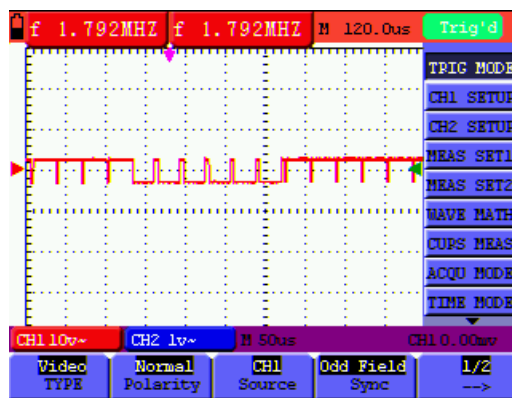 f 1.792MHZ f 1.792MHZ M 120.0us Trig'd
TRIG MODE
CH1 SETUP
CH2 SETUP
MEAS SET1
MEAS SET2
WAVE MATH
CUPS MEAS
ACQU MODE
TIME MODE
CH1 10v~ CH2 1v~ M 50us CH1 0.00mv
Video Normal CH1 Odd Field 1/2
TYPE Polarity Source Sync -->